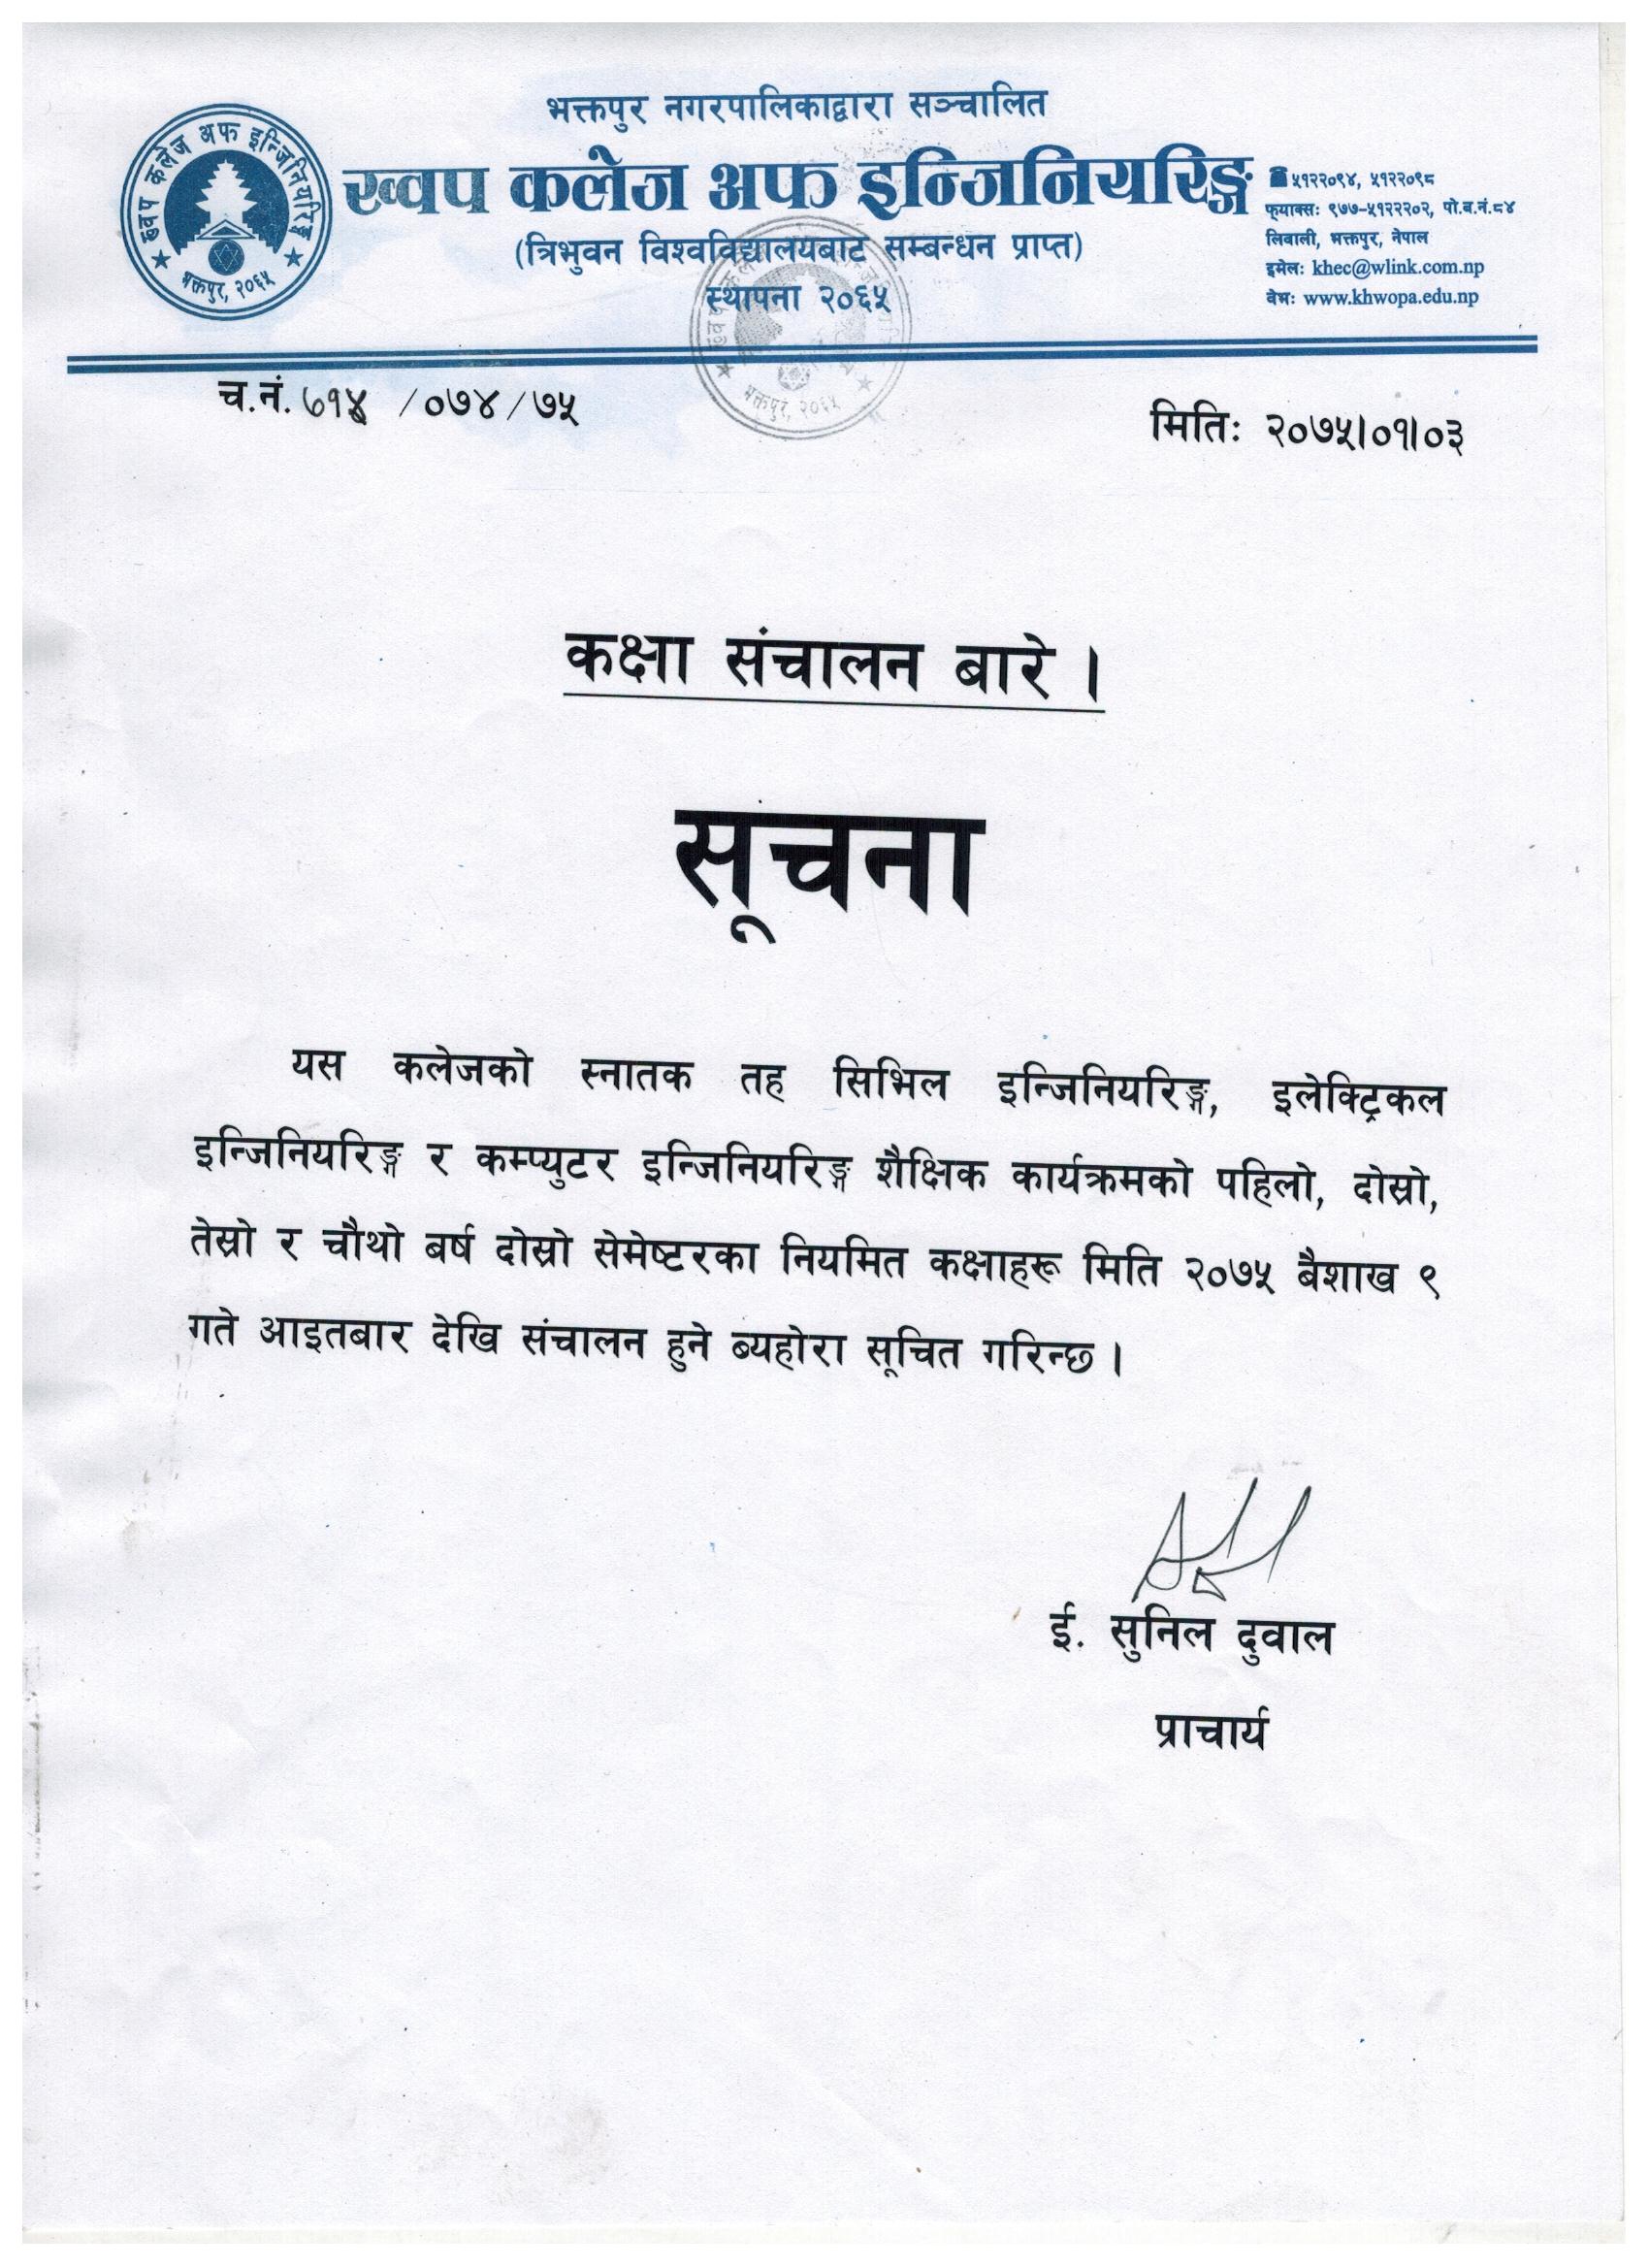 भक्तपुर नगरपालिकाद्वारा सञ्चालित
ख्वप कलेज अफ इन्जिनियरिङ्ग
(त्रिभुवन विश्वविद्यालयबाट सम्बन्धन प्राप्त)
स्थापना २०६५
ख्वप कलेज अफ इन्जिनियरिङ्ग
भक्तपुर, २०६५
☎५१२२०९४, ५१२२०९८
फ्याक्सः ९७७-५१२२२०२, पो.ब.नं.८४
लिवाली, भक्तपुर, नेपाल
इमेलः khec@wlink.com.np
वेभः www.khwopa.edu.np
भक्तपुर, २०६५
च.नं. /०७४/७५
मितिः २०७५।०१।०३
कक्षा संचालन बारे ।
सूचना
यस कलेजको स्नातक तह सिभिल इन्जिनियरिङ्ग, इलेक्ट्रिकल
इन्जिनियरिङ्ग र कम्प्युटर इन्जिनियरिङ्ग शैक्षिक कार्यक्रमको पहिलो, दोस्रो,
तेस्रो र चौथो बर्ष दोस्रो सेमेष्टरका नियमित कक्षाहरू मिति २०७५ बैशाख ९
गते आइतबार देखि संचालन हुने ब्यहोरा सूचित गरिन्छ ।
ई. सुनिल दुवाल
प्राचार्य